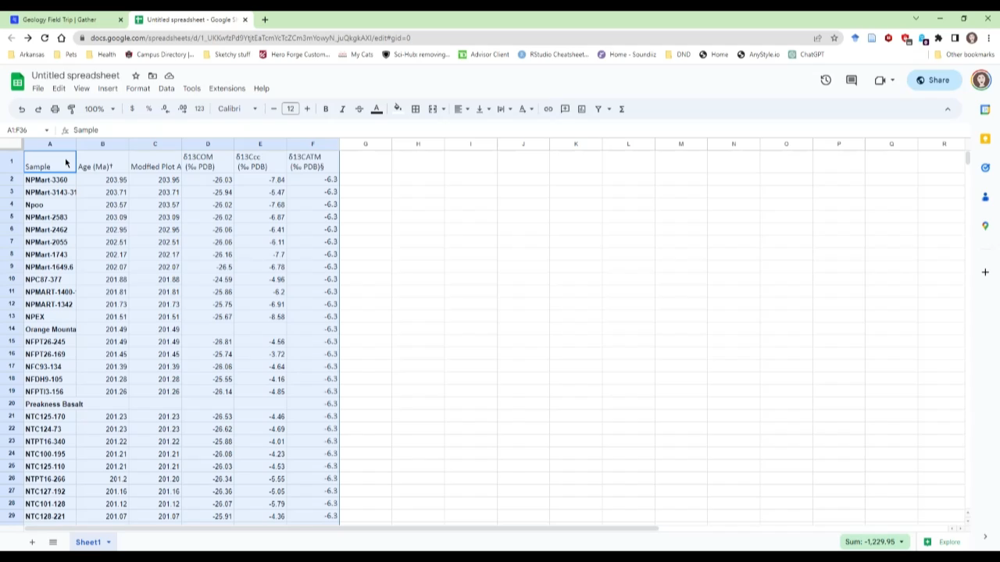 Geology Field Trip | Gather
Untitled spreadsheet - Google S
docs.google.com/spreadsheets/d/1_UKKwfzPd9YtjtEaTcmYcTcZCm3mYowyN_juQkgkAXI/edit#gid=0
Arkansas Pets Health Campus Directory |... Sketchy stuff Hero Forge Custom... My Cats Sci-Hub: removing... Advisor Client RStudio Cheatsheet... Home - Soundiiz DND Home AnyStyle.io ChatGPT Other bookmarks
Untitled spreadsheet
File Edit View Insert Format Data Tools Extensions Help
Share
100% $ % .0 .00 123 Calibri 12 B I A
A1:F36 fx Sample
A B C D E F G H I J K L M N O P Q R
1 Sample Age (Ma)† Modfied Plot A δ13COM (‰ PDB) δ13Ccc (‰ PDB) δ13CATM (‰ PDB)§
2 NPMart-3360 203.95 203.95 -26.03 -7.84 -6.3
3 NPMart-3143-31 203.71 203.71 -25.94 -5.47 -6.3
4 Npoo 203.57 203.57 -26.02 -7.68 -6.3
5 NPMart-2583 203.09 203.09 -26.02 -6.87 -6.3
6 NPMart-2462 202.95 202.95 -26.06 -6.41 -6.3
7 NPMart-2055 202.51 202.51 -26.06 -6.11 -6.3
8 NPMart-1743 202.17 202.17 -26.16 -7.7 -6.3
9 NPMart-1649.6 202.07 202.07 -26.5 -6.78 -6.3
10 NPC87-377 201.88 201.88 -24.59 -4.96 -6.3
11 NPMART-1400- 201.81 201.81 -25.86 -6.2 -6.3
12 NPMART-1342 201.73 201.73 -25.75 -6.91 -6.3
13 NPEX 201.51 201.51 -25.67 -8.58 -6.3
14 Orange Mounta 201.49 201.49 -6.3
15 NFPT26-245 201.49 201.49 -26.81 -4.56 -6.3
16 NFPT26-169 201.45 201.45 -25.74 -3.72 -6.3
17 NFC93-134 201.39 201.39 -26.06 -4.64 -6.3
18 NFDH9-105 201.28 201.28 -25.55 -4.16 -6.3
19 NFPTI3-156 201.26 201.26 -26.14 -4.85 -6.3
20 Preakness Basalt -6.3
21 NTC125-170 201.23 201.23 -26.53 -4.46 -6.3
22 NTC124-73 201.23 201.23 -26.62 -4.69 -6.3
23 NTPT16-340 201.22 201.22 -25.88 -4.01 -6.3
24 NTC100-195 201.21 201.21 -26.08 -4.23 -6.3
25 NTC125-110 201.21 201.21 -26.03 -4.53 -6.3
26 NTPT16-266 201.2 201.20 -26.34 -5.55 -6.3
27 NTC127-192 201.16 201.16 -26.36 -5.05 -6.3
28 NTC101-128 201.12 201.12 -26.07 -5.79 -6.3
29 NTC128-221 201.07 201.07 -25.91 -4.36 -6.3
Sheet1 Sum: -1,229.95 Explore